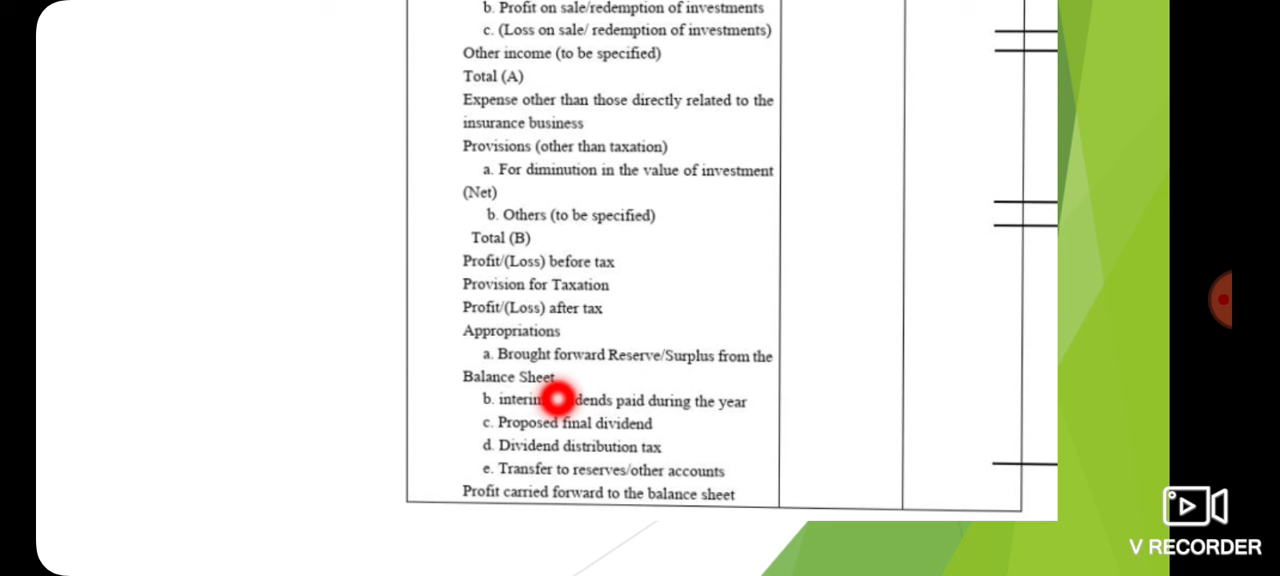 b. Profit on sale/redemption of investments
c. (Loss on sale/ redemption of investments)
Other income (to be specified)
Total (A)
Expense other than those directly related to the
insurance business
Provisions (other than taxation)
a. For diminution in the value of investment
(Net)
b. Others (to be specified)
Total (B)
Profit/(Loss) before tax
Provision for Taxation
Profit/(Loss) after tax
Appropriations
a. Brought forward Reserve/Surplus from the
Balance Sheet
b. paid during the year
c. Proposed final dividend
d. Dividend distribution tax
e. Transfer to reserves/other accounts
Profit carried forward to the balance sheet
V RECORDER